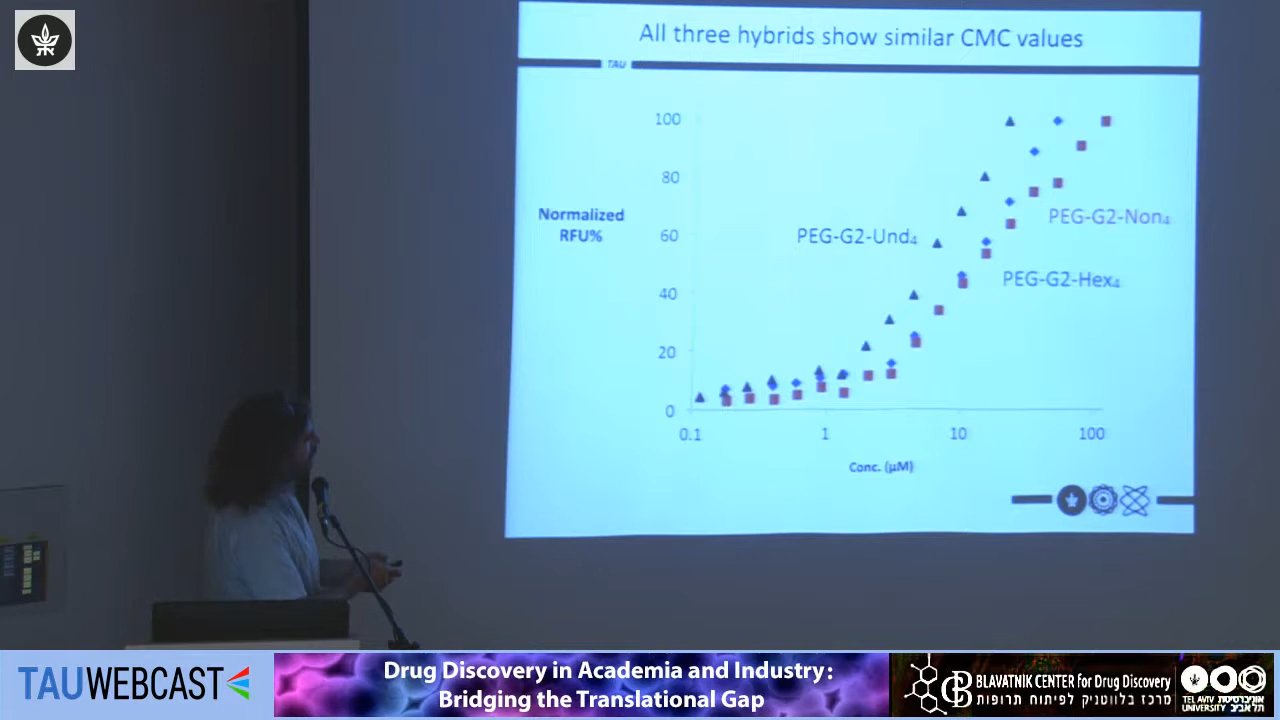 All three hybrids show similar CMC values
TAU
100
80
60
40
20
0
Normalized
RFU%
PEG-G2-Und₄
PEG-G2-Non₄
PEG-G2-Hex₄
0.1
1
10
100
Conc. (µM)
TAUWEBCAST
Drug Discovery in Academia and Industry:
Bridging the Translational Gap
BLAVATNIK CENTER for Drug Discovery
מרכז בלווטניק לפיתוח תרופות
TEL AVIV אוניברסיטת
UNIVERSITY תל אביב